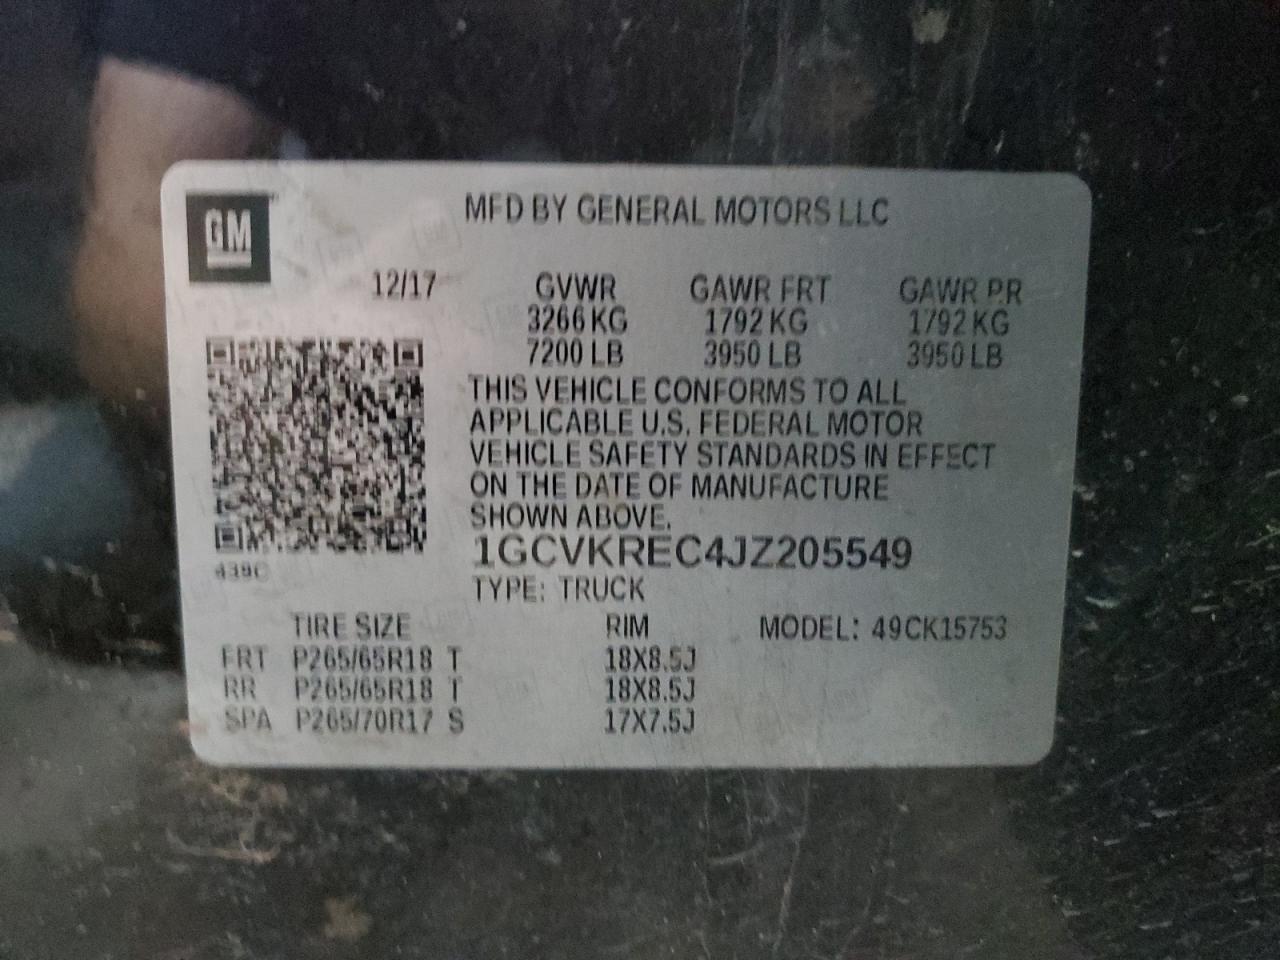 GM
MFD BY GENERAL MOTORS LLC
12/17 GVWR GAWR FRT GAWR RR
3266 KG 1792 KG 1792 KG
7200 LB 3950 LB 3950 LB
THIS VEHICLE CONFORMS TO ALL
APPLICABLE U.S. FEDERAL MOTOR
VEHICLE SAFETY STANDARDS IN EFFECT
ON THE DATE OF MANUFACTURE
SHOWN ABOVE.
1GCVKREC4JZ205549
439C
TYPE: TRUCK
TIRE SIZE RIM MODEL: 49CK15753
FRT P265/65R18 T 18X8.5J
RR P265/65R18 T 18X8.5J
SPA P265/70R17 S 17X7.5J